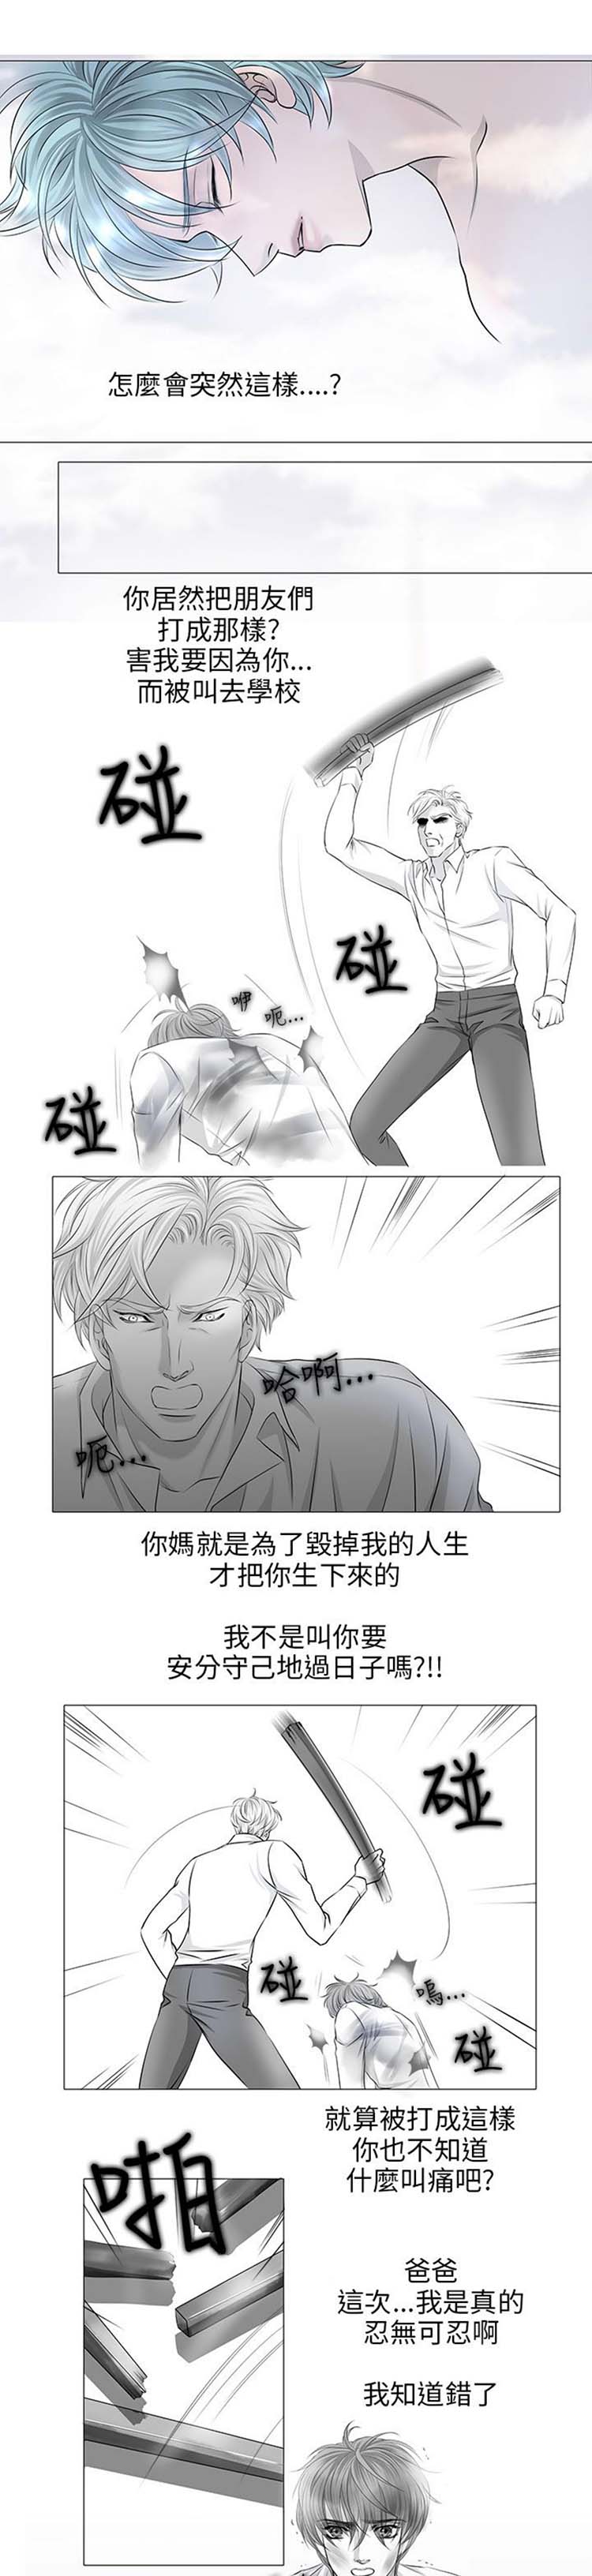 怎麼會突然這樣....?
你居然把朋友們
打成那樣?
害我要因為你...
而被叫去學校
碰
碰
咿
呃...
碰
哈啊...
呃...
你媽就是為了毀掉我的人生
才把你生下來的
我不是叫你要
安分守己地過日子嗎?!!
碰
碰
嗚...
碰
就算被打成這樣
你也不知道
什麼叫痛吧?
啪
爸爸
這次...我是真的
忍無可忍啊
我知道錯了